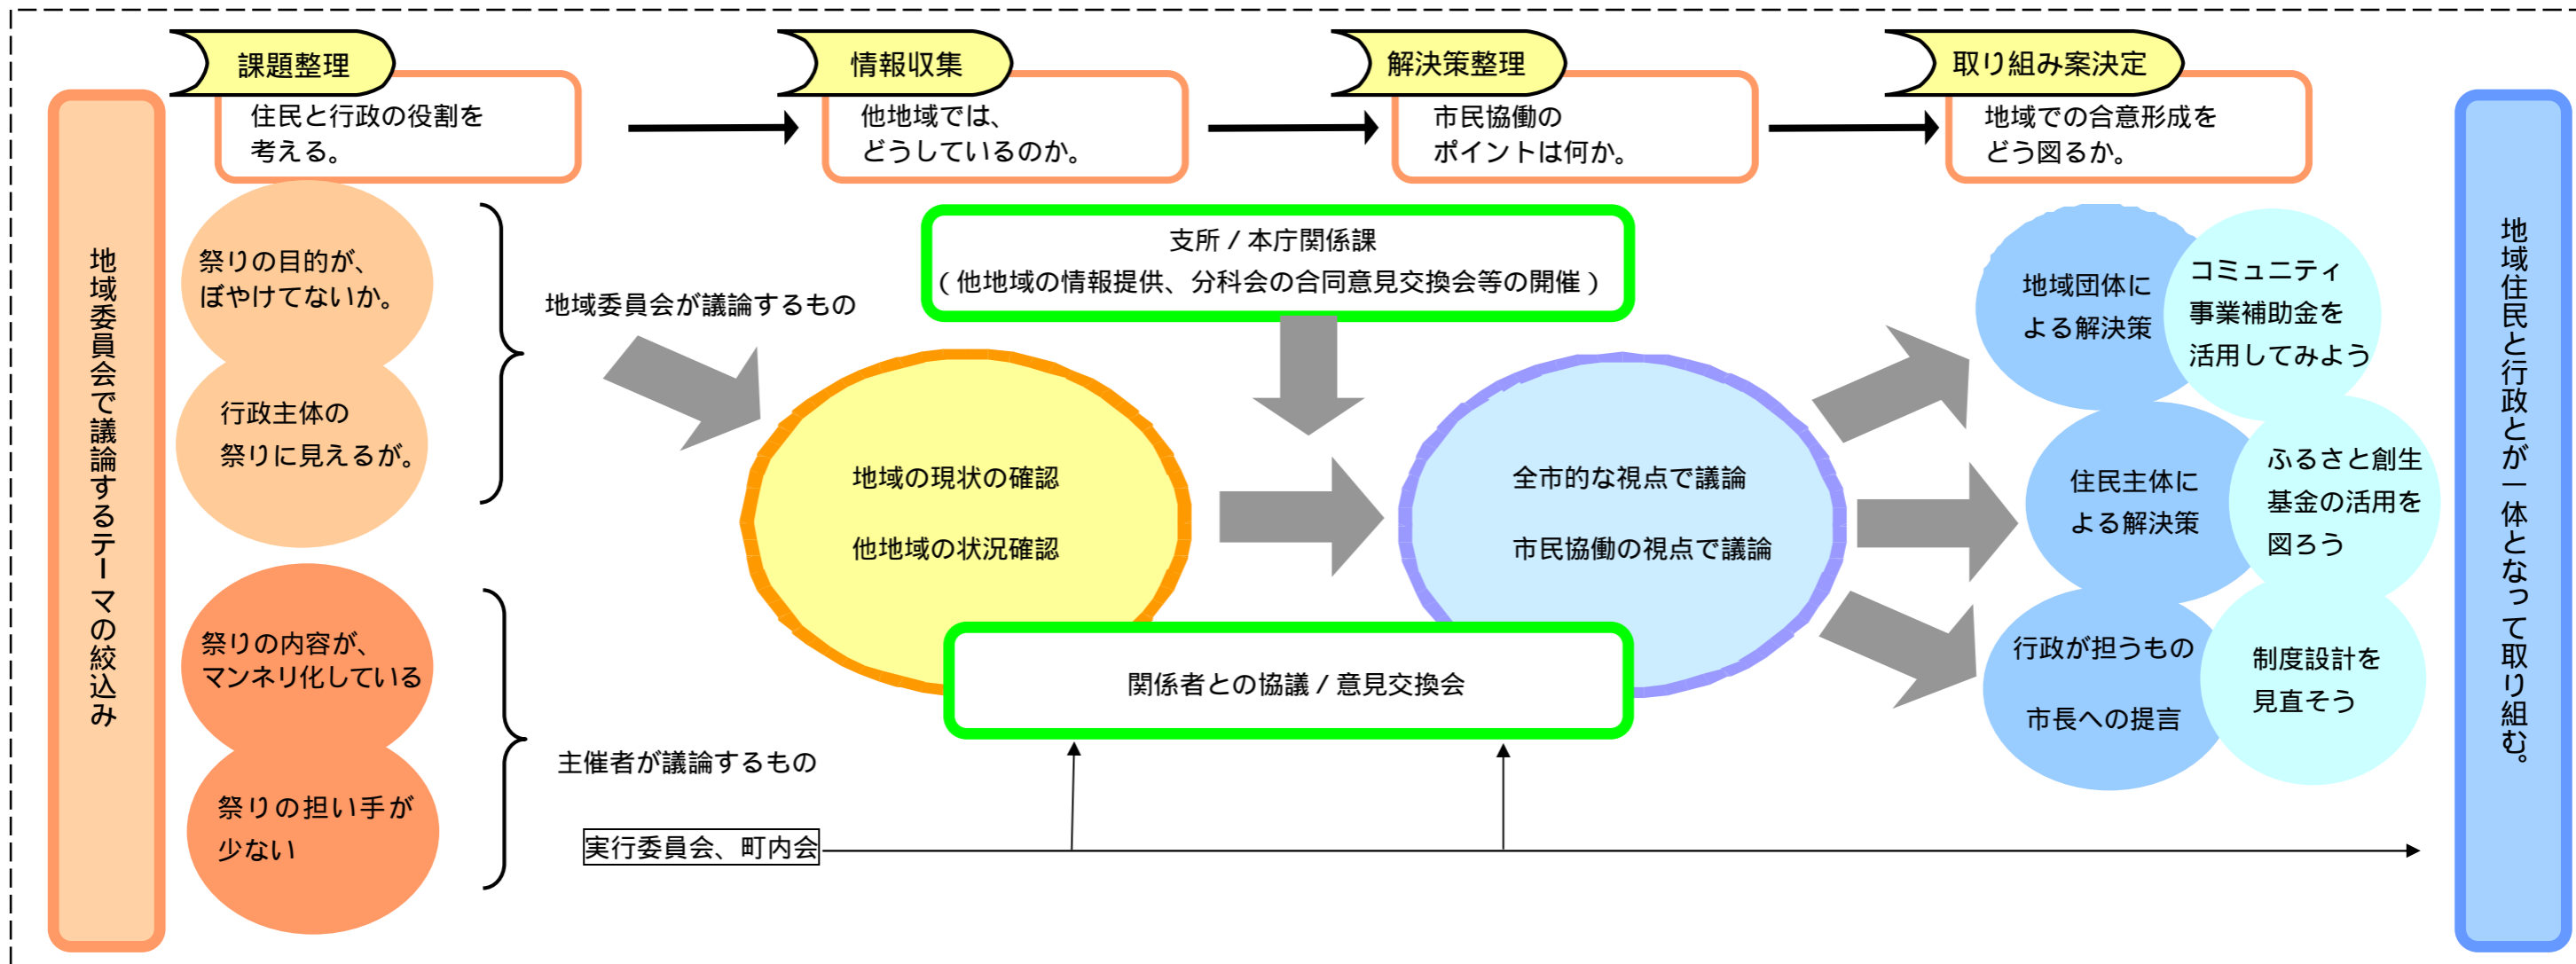 課題整理
住民と行政の役割を
考える。
情報収集
他地域では、
どうしているのか。
解決策整理
市民協働の
ポイントは何か。
取り組み案決定
地域での合意形成を
どう図るか。
地域委員会で議論するテーマの絞込み
祭りの目的が、
ぼやけてないか。
行政主体の
祭りに見えるが。
地域委員会が議論するもの
祭りの内容が、
マンネリ化している
祭りの担い手が
少ない
主催者が議論するもの
実行委員会、町内会
支所 / 本庁関係課
( 他地域の情報提供、分科会の合同意見交換会等の開催 )
地域の現状の確認
他地域の状況確認
全市的な視点で議論
市民協働の視点で議論
関係者との協議 / 意見交換会
地域団体に
よる解決策
コミュニティ
事業補助金を
活用してみよう
住民主体に
よる解決策
ふるさと創生
基金の活用を
図ろう
行政が担うもの
市長への提言
制度設計を
見直そう
地域住民と行政とが一体となって取り組む。